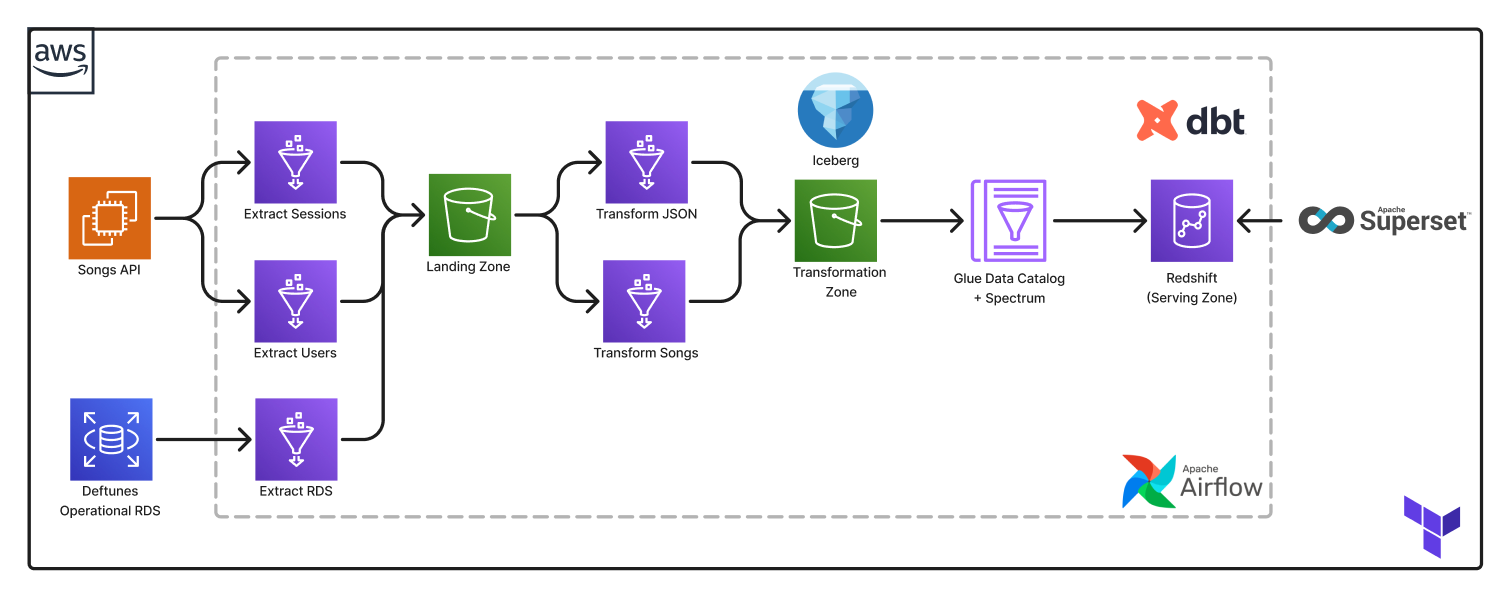 aws
Iceberg
dbt
Extract Sessions
Transform JSON
Songs API
Landing Zone
Transformation
Zone
Glue Data Catalog
+ Spectrum
Redshift
(Serving Zone)
Apache
Superset™
Extract Users
Transform Songs
Deftunes
Operational RDS
Extract RDS
Apache
Airflow